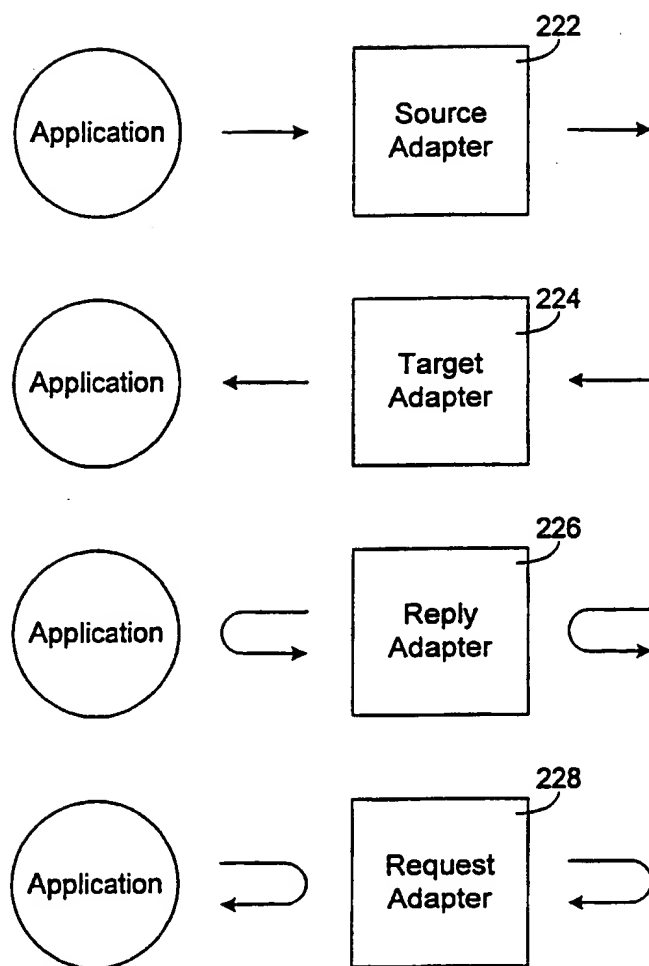 222
Application
Source
Adapter
224
Application
Target
Adapter
226
Application
Reply
Adapter
228
Application
Request
Adapter